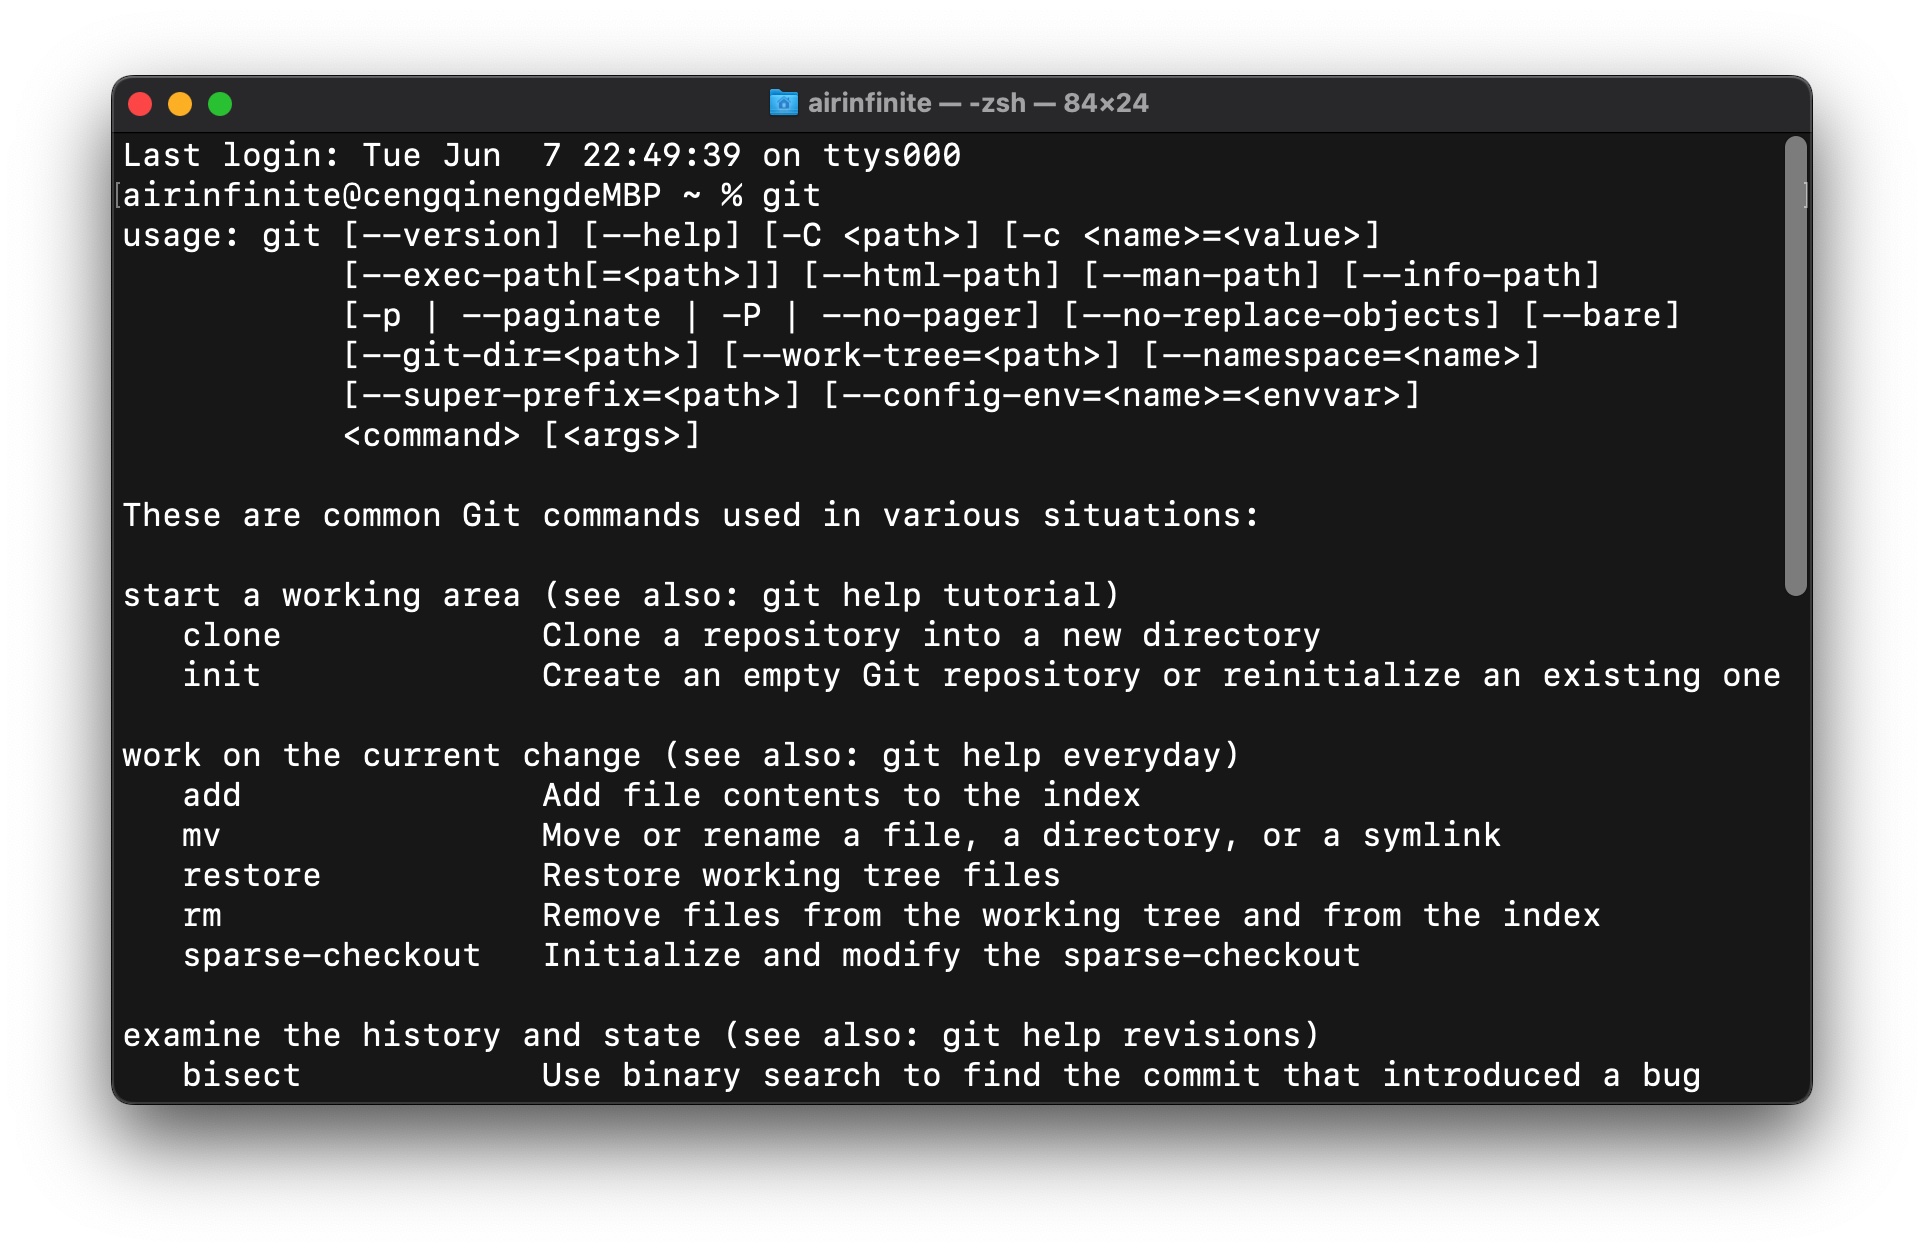 airinfinite — -zsh — 84×24
Last login: Tue Jun  7 22:49:39 on ttys000
[airinfinite@cengqinengdeMBP ~ % git ]
usage: git [--version] [--help] [-C <path>] [-c <name>=<value>]
           [--exec-path[=<path>]] [--html-path] [--man-path] [--info-path]
           [-p | --paginate | -P | --no-pager] [--no-replace-objects] [--bare]
           [--git-dir=<path>] [--work-tree=<path>] [--namespace=<name>]
           [--super-prefix=<path>] [--config-env=<name>=<envvar>]
           <command> [<args>]

These are common Git commands used in various situations:

start a working area (see also: git help tutorial)
   clone             Clone a repository into a new directory
   init              Create an empty Git repository or reinitialize an existing one

work on the current change (see also: git help everyday)
   add               Add file contents to the index
   mv                Move or rename a file, a directory, or a symlink
   restore           Restore working tree files
   rm                Remove files from the working tree and from the index
   sparse-checkout   Initialize and modify the sparse-checkout

examine the history and state (see also: git help revisions)
   bisect            Use binary search to find the commit that introduced a bug